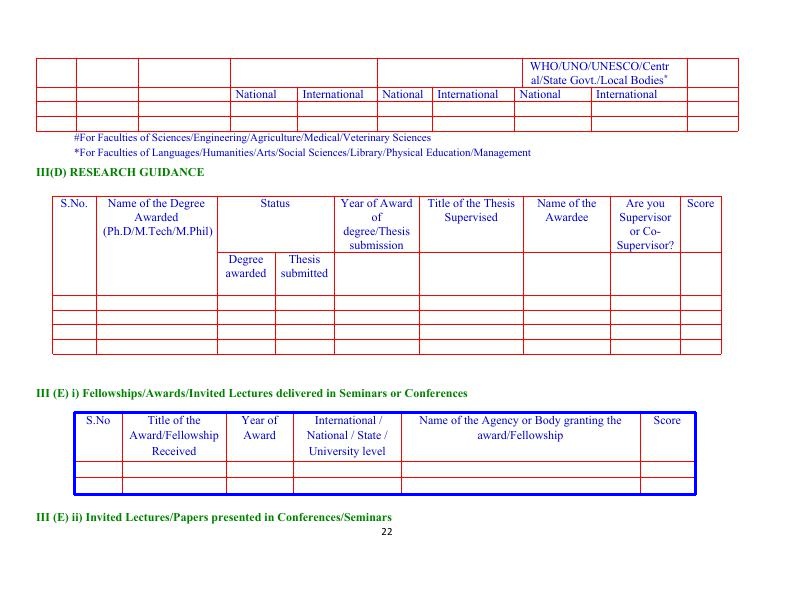 WHO/UNO/UNESCO/Centr
al/State Govt./Local Bodies*
National International National International National International
#For Faculties of Sciences/Engineering/Agriculture/Medical/Veterinary Sciences
*For Faculties of Languages/Humanities/Arts/Social Sciences/Library/Physical Education/Management
III(D) RESEARCH GUIDANCE
S.No. Name of the Degree Status Year of Award Title of the Thesis Name of the Are you Score
Awarded of Supervised Awardee Supervisor
(Ph.D/M.Tech/M.Phil) degree/Thesis or Co-
submission Supervisor?
Degree Thesis
awarded submitted
III (E) i) Fellowships/Awards/Invited Lectures delivered in Seminars or Conferences
S.No Title of the Year of International / Name of the Agency or Body granting the Score
Award/Fellowship Award National / State / award/Fellowship
Received University level
III (E) ii) Invited Lectures/Papers presented in Conferences/Seminars
22